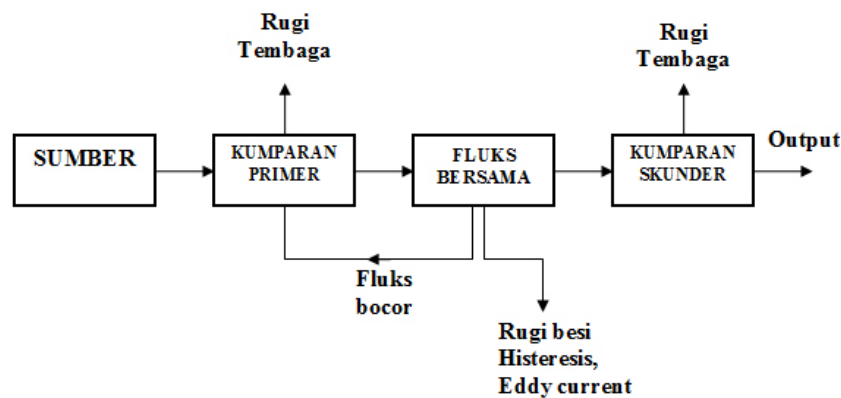 Rugi
Tembaga
Rugi
Tembaga
SUMBER
KUMPARAN
PRIMER
FLUKS
BERSAMA
KUMPARAN
SKUNDER
Output
Fluks
bocor
Rugi besi
Histeresis,
Eddy current